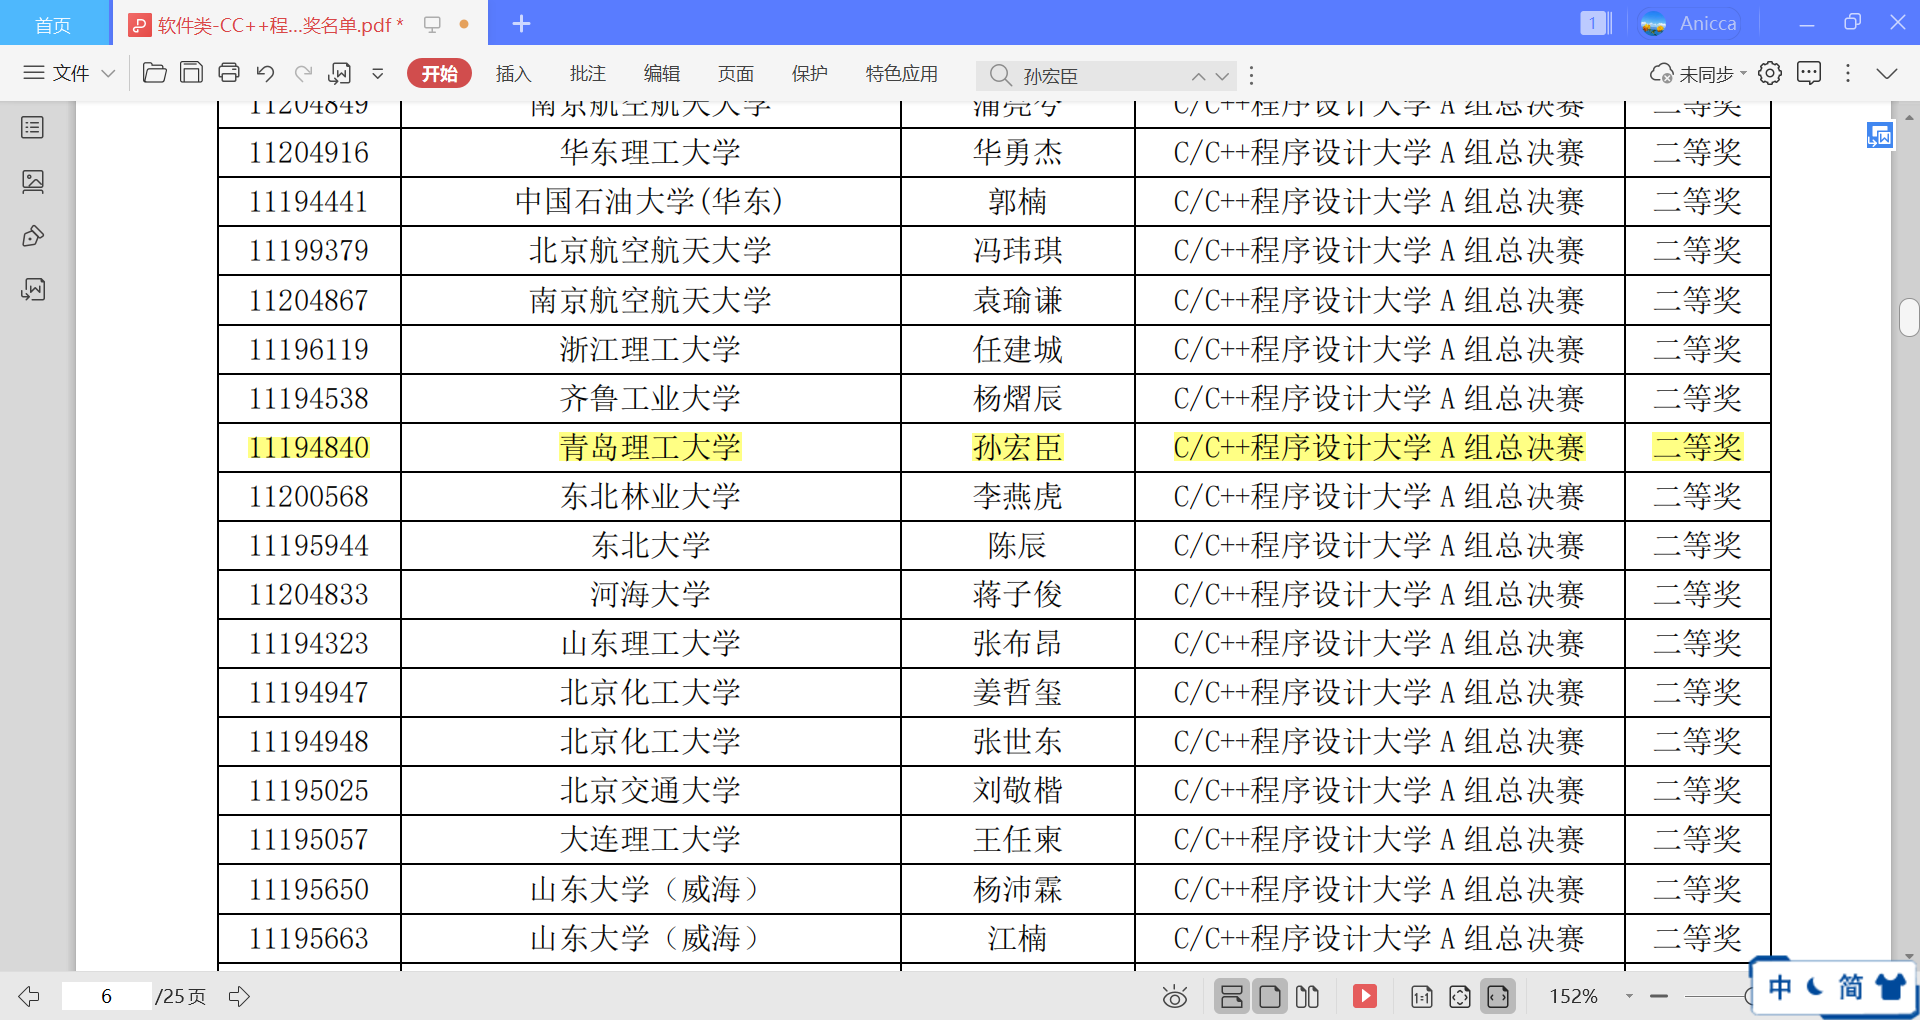 首页 软件类-CC++程...奖名单.pdf * 1 Anicca
文件 开始 插入 批注 编辑 页面 保护 特色应用 孙宏臣 未同步
11204849 南京航空航天大学 蒲尧兮 C/C++程序设计大学 A 组总决赛 二等奖
11204916 华东理工大学 华勇杰 C/C++程序设计大学 A 组总决赛 二等奖
11194441 中国石油大学(华东) 郭楠 C/C++程序设计大学 A 组总决赛 二等奖
11199379 北京航空航天大学 冯玮琪 C/C++程序设计大学 A 组总决赛 二等奖
11204867 南京航空航天大学 袁瑜谦 C/C++程序设计大学 A 组总决赛 二等奖
11196119 浙江理工大学 任建城 C/C++程序设计大学 A 组总决赛 二等奖
11194538 齐鲁工业大学 杨熠辰 C/C++程序设计大学 A 组总决赛 二等奖
11194840 青岛理工大学 孙宏臣 C/C++程序设计大学 A 组总决赛 二等奖
11200568 东北林业大学 李燕虎 C/C++程序设计大学 A 组总决赛 二等奖
11195944 东北大学 陈辰 C/C++程序设计大学 A 组总决赛 二等奖
11204833 河海大学 蒋子俊 C/C++程序设计大学 A 组总决赛 二等奖
11194323 山东理工大学 张布昂 C/C++程序设计大学 A 组总决赛 二等奖
11194947 北京化工大学 姜哲玺 C/C++程序设计大学 A 组总决赛 二等奖
11194948 北京化工大学 张世东 C/C++程序设计大学 A 组总决赛 二等奖
11195025 北京交通大学 刘敬楷 C/C++程序设计大学 A 组总决赛 二等奖
11195057 大连理工大学 王任柬 C/C++程序设计大学 A 组总决赛 二等奖
11195650 山东大学（威海） 杨沛霖 C/C++程序设计大学 A 组总决赛 二等奖
11195663 山东大学（威海） 江楠 C/C++程序设计大学 A 组总决赛 二等奖
6 /25页 1:1 152% 中 简